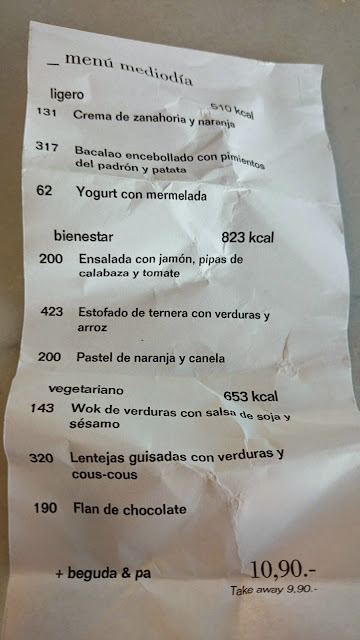 _ menú mediodía
ligero 510 kcal
131 Crema de zanahoria y naranja
317 Bacalao encebollado con pimientos
del padrón y patata
62 Yogurt con mermelada
bienestar 823 kcal
200 Ensalada con jamón, pipas de
calabaza y tomate
423 Estofado de ternera con verduras y
arroz
200 Pastel de naranja y canela
vegetariano 653 kcal
143 Wok de verduras con salsa de soja y
sésamo
320 Lentejas guisadas con verduras y
cous-cous
190 Flan de chocolate
+ beguda & pa 10,90.-
Take away 9,90.-